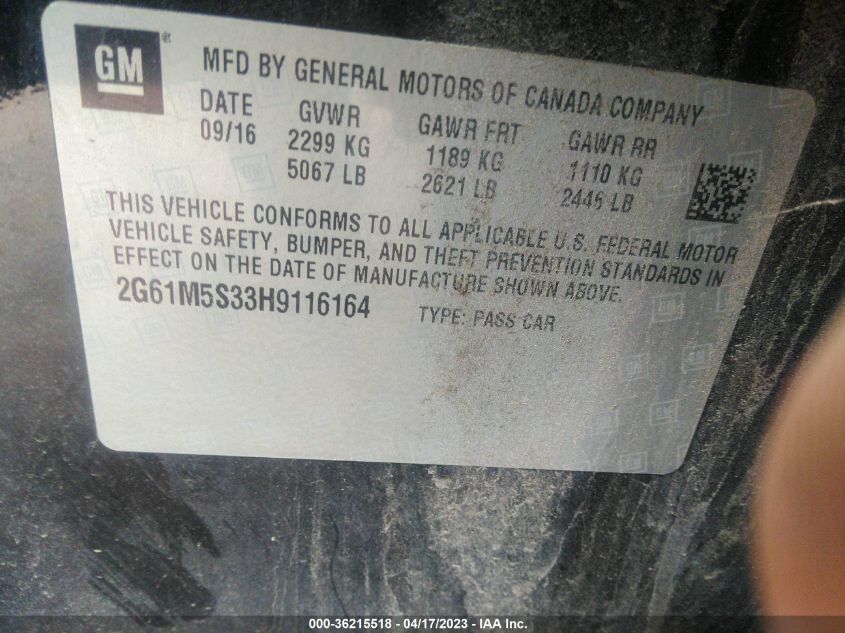 GM
MFD BY GENERAL MOTORS OF CANADA COMPANY
DATE GVWR GAWR FRT GAWR RR
09/16 2299 KG 1189 KG 1110 KG
5067 LB 2621 LB 2446 LB
THIS VEHICLE CONFORMS TO ALL APPLICABLE U.S. FEDERAL MOTOR
VEHICLE SAFETY, BUMPER, AND THEFT PREVENTION STANDARDS IN
EFFECT ON THE DATE OF MANUFACTURE SHOWN ABOVE.
2G61M5S33H9116164 TYPE: PASS CAR
000-36215518 - 04/17/2023 - IAA Inc.